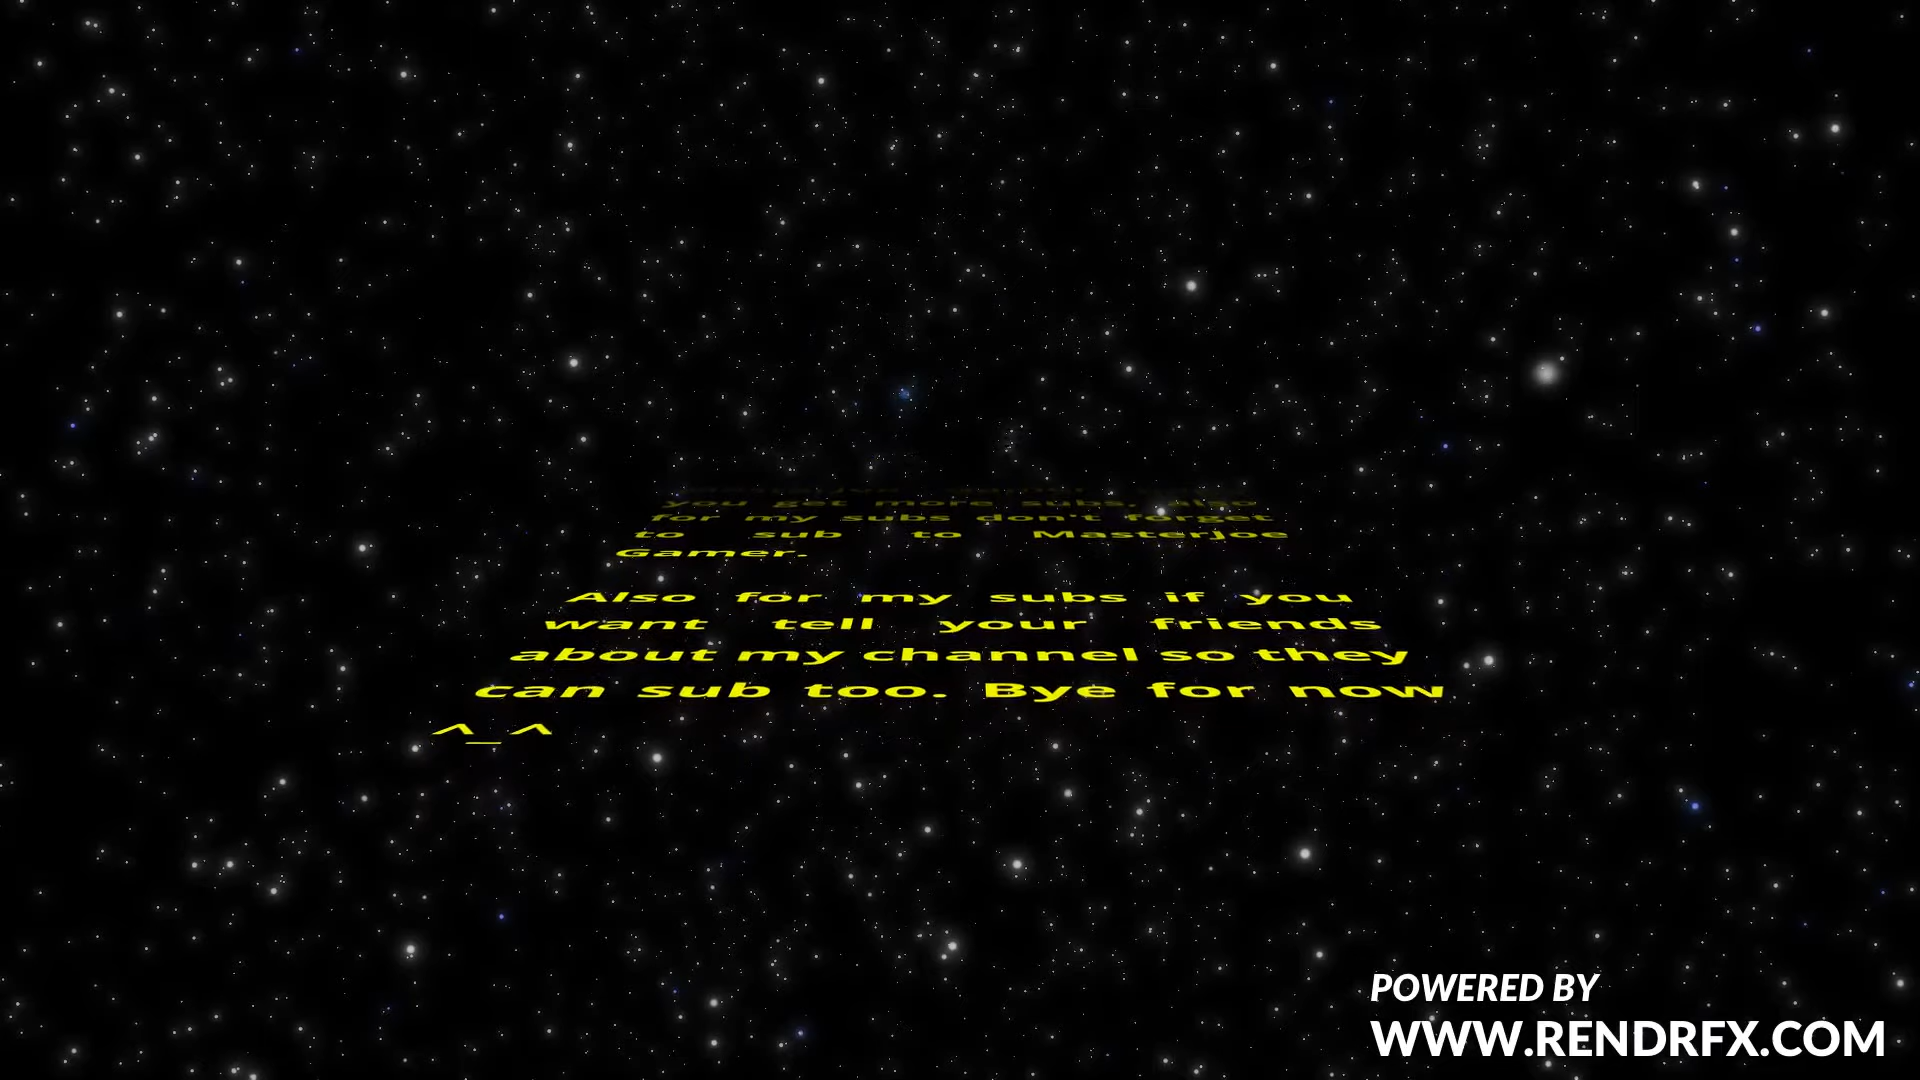 you get more subs, also
for my subs don't forget
to sub to Masterjoe
Gamer.
Also for my subs if you
want tell your friends
about my channel so they
can sub too. Bye for now
^_^
POWERED BY
WWW.RENDRFX.COM